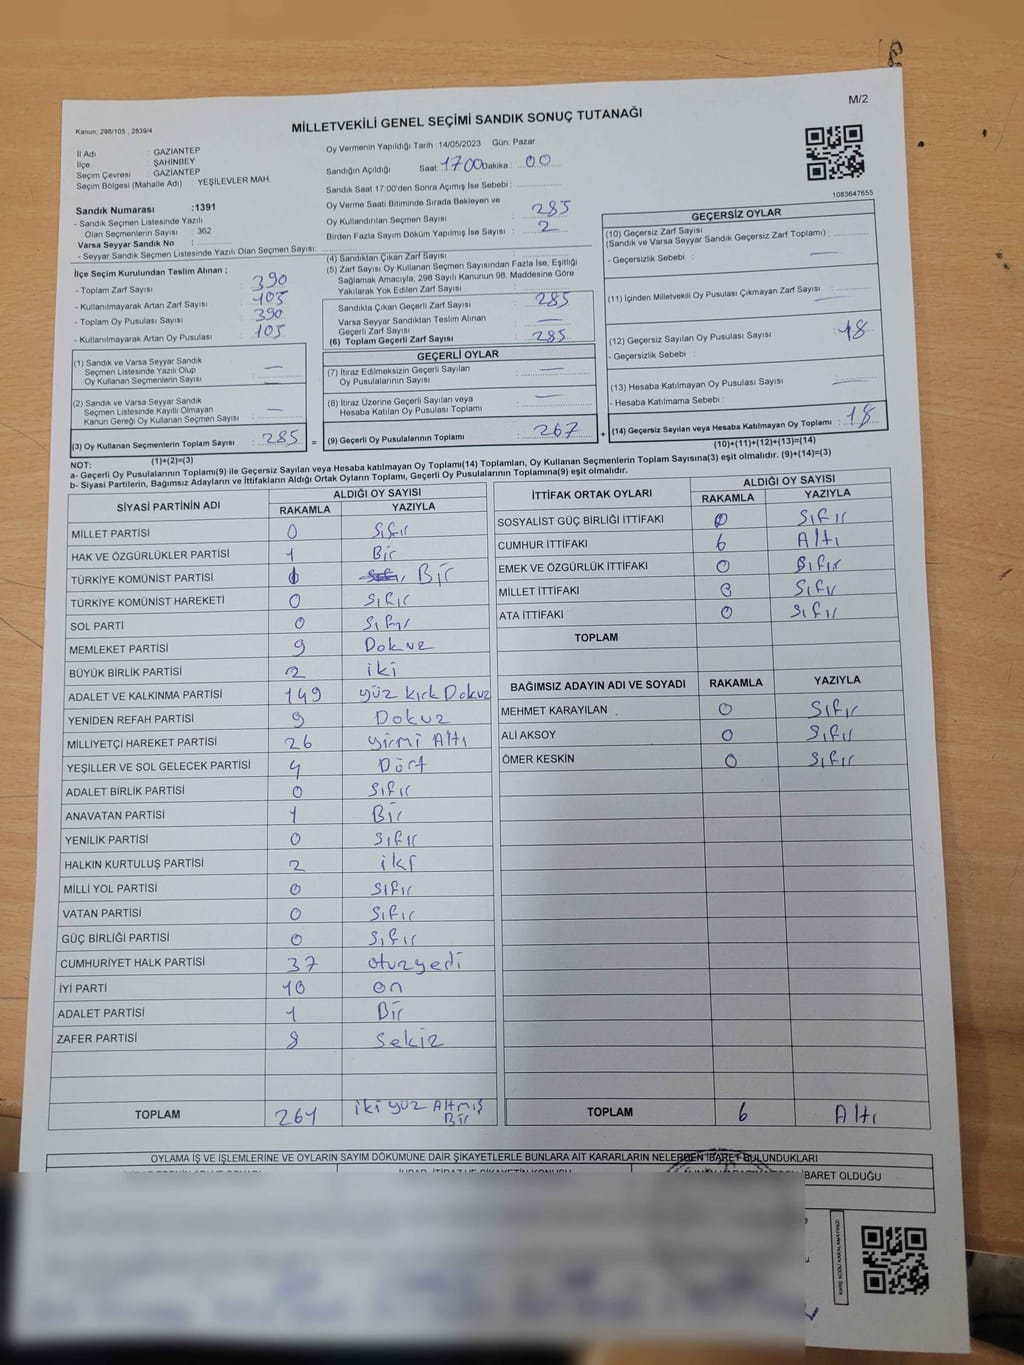 M/2
Kanun; 298/105 , 2839/4
MİLLETVEKİLİ GENEL SEÇİMİ SANDIK SONUÇ TUTANAĞI
İl Adı : GAZİANTEP
İlçe : ŞAHİNBEY
Seçim Çevresi : GAZİANTEP
Seçim Bölgesi (Mahalle Adı) : YEŞİLEVLER MAH.
Sandık Numarası : 1391
- Sandık Seçmen Listesinde Yazılı
Olan Seçmenlerin Sayısı : 362
Varsa Seyyar Sandık No :
- Seyyar Sandık Seçmen Listesinde Yazılı Olan Seçmen Sayısı:
Oy Vermenin Yapıldığı Tarih : 14/05/2023 Gün: Pazar
Sandığın Açıldığı Saat: 17.00 Dakika : 00
Sandık Saat 17:00'den Sonra Açmış İse Sebebi :
Oy Verme Saati Bitiminde Sırada Bekleyen ve
Oy Kullandırılan Seçmen Sayısı : 285
Birden Fazla Sayım Döküm Yapılmış İse Sayısı : 2
1083647655
İlçe Seçim Kurulundan Teslim Alınan ;
- Toplam Zarf Sayısı : 390
- Kullanılmayarak Artan Zarf Sayısı : 105
- Toplam Oy Pusulası Sayısı : 390
- Kullanılmayarak Artan Oy Pusulası : 105
(4) Sandıktan Çıkan Zarf Sayısı :
(5) Zarf Sayısı Oy Kullanan Seçmen Sayısından Fazla İse, Eşitliği
Sağlamak Amacıyla; 298 Sayılı Kanunun 98. Maddesine Göre
Yakılarak Yok Edilen Zarf Sayısı :
Sandıkta Çıkan Geçerli Zarf Sayısı : 285
Varsa Seyyar Sandıktan Teslim Alınan
Geçerli Zarf Sayısı : —
(6) Toplam Geçerli Zarf Sayısı : 285
GEÇERSİZ OYLAR
(10) Geçersiz Zarf Sayısı
(Sandık ve Varsa Seyyar Sandık Geçersiz Zarf Toplamı) :
- Geçersizlik Sebebi : —
(11) İçinden Milletvekili Oy Pusulası Çıkmayan Zarf Sayısı : —
(12) Geçersiz Sayılan Oy Pusulası Sayısı : 18
- Geçersizlik Sebebi :
(13) Hesaba Katılmayan Oy Pusulası Sayısı : —
- Hesaba Katılmama Sebebi :
(14) Geçersiz Sayılan veya Hesaba Katılmayan Oy Toplamı : 18
(10)+(11)+(12)+(13)=(14)
(1) Sandık ve Varsa Seyyar Sandık
Seçmen Listesinde Yazılı Olup
Oy Kullanan Seçmenlerin Sayısı : —
(2) Sandık ve Varsa Seyyar Sandık
Seçmen Listesinde Kayıtlı Olmayan
Kanun Gereği Oy Kullanan Seçmen Sayısı : —
(3) Oy Kullanan Seçmenlerin Toplam Sayısı : 285 =
(1)+(2)=(3)
GEÇERLİ OYLAR
(7) İtiraz Edilmeksizin Geçerli Sayılan
Oy Pusulalarının Sayısı : —
(8) İtiraz Üzerine Geçerli Sayılan veya
Hesaba Katılan Oy Pusulası Toplamı : —
(9) Geçerli Oy Pusulalarının Toplamı : 267 +
NOT:
a- Geçerli Oy Pusulalarının Toplamı(9) ile Geçersiz Sayılan veya Hesaba katılmayan Oy Toplamı(14) Toplamları, Oy Kullanan Seçmenlerin Toplam Sayısına(3) eşit olmalıdır. (9)+(14)=(3)
b- Siyasi Partilerin, Bağımsız Adayların ve İttifakların Aldığı Ortak Oyların Toplamı, Geçerli Oy Pusulalarının Toplamına(9) eşit olmalıdır.
SİYASİ PARTİNİN ADI ALDIĞI OY SAYISI
RAKAMLA YAZIYLA
MİLLET PARTİSİ 0 Sıfır
HAK VE ÖZGÜRLÜKLER PARTİSİ 1 Bir
TÜRKİYE KOMÜNİST PARTİSİ Bir
TÜRKİYE KOMÜNİST HAREKETİ 0 Sıfır
SOL PARTİ 0 Sıfır
MEMLEKET PARTİSİ 9 Dokuz
BÜYÜK BİRLİK PARTİSİ 2 iki
ADALET VE KALKINMA PARTİSİ 149 yüz kırk Dokuz
YENİDEN REFAH PARTİSİ 9 Dokuz
MİLLİYETÇİ HAREKET PARTİSİ 26 yirmi Altı
YEŞİLLER VE SOL GELECEK PARTİSİ 4 Dört
ADALET BİRLİK PARTİSİ 0 Sıfır
ANAVATAN PARTİSİ 1 Bir
YENİLİK PARTİSİ 0 Sıfır
HALKIN KURTULUŞ PARTİSİ 2 iki
MİLLİ YOL PARTİSİ 0 Sıfır
VATAN PARTİSİ 0 Sıfır
GÜÇ BİRLİĞİ PARTİSİ 0 Sıfır
CUMHURİYET HALK PARTİSİ 37 otuzyedi
İYİ PARTİ 10 on
ADALET PARTİSİ 1 Bir
ZAFER PARTİSİ 8 Sekiz
TOPLAM 261 iki yüz Altmış
Bir
İTTİFAK ORTAK OYLARI ALDIĞI OY SAYISI
RAKAMLA YAZIYLA
SOSYALİST GÜÇ BİRLİĞİ İTTİFAKI 0 Sıfır
CUMHUR İTTİFAKI 6 Altı
EMEK VE ÖZGÜRLÜK İTTİFAKI 0 Sıfır
MİLLET İTTİFAKI 0 Sıfır
ATA İTTİFAKI 0 Sıfır
TOPLAM
BAĞIMSIZ ADAYIN ADI VE SOYADI RAKAMLA YAZIYLA
MEHMET KARAYILAN 0 Sıfır
ALİ AKSOY 0 Sıfır
ÖMER KESKİN 0 Sıfır
TOPLAM 6 Altı
OYLAMA İŞ VE İŞLEMLERİNE VE OYLARIN SAYIM DÖKÜMÜNE DAİR ŞİKAYETLERLE BUNLARA AİT KARARLARIN NELERDEN İBARET BULUNDUKLARI
İBARET OLDUĞU